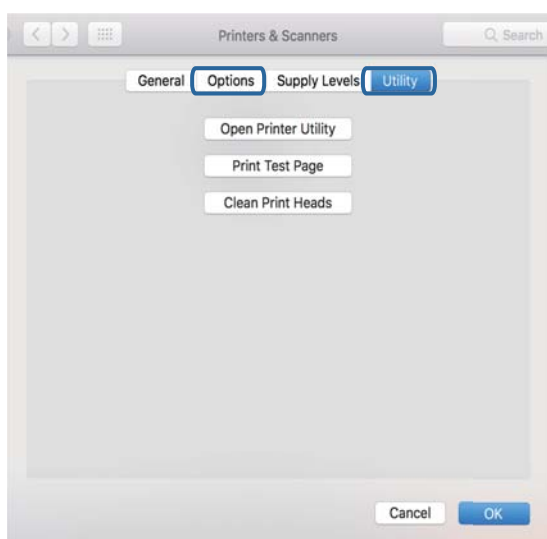 Printers & Scanners Search
General Options Supply Levels Utility
Open Printer Utility
Print Test Page
Clean Print Heads
Cancel OK